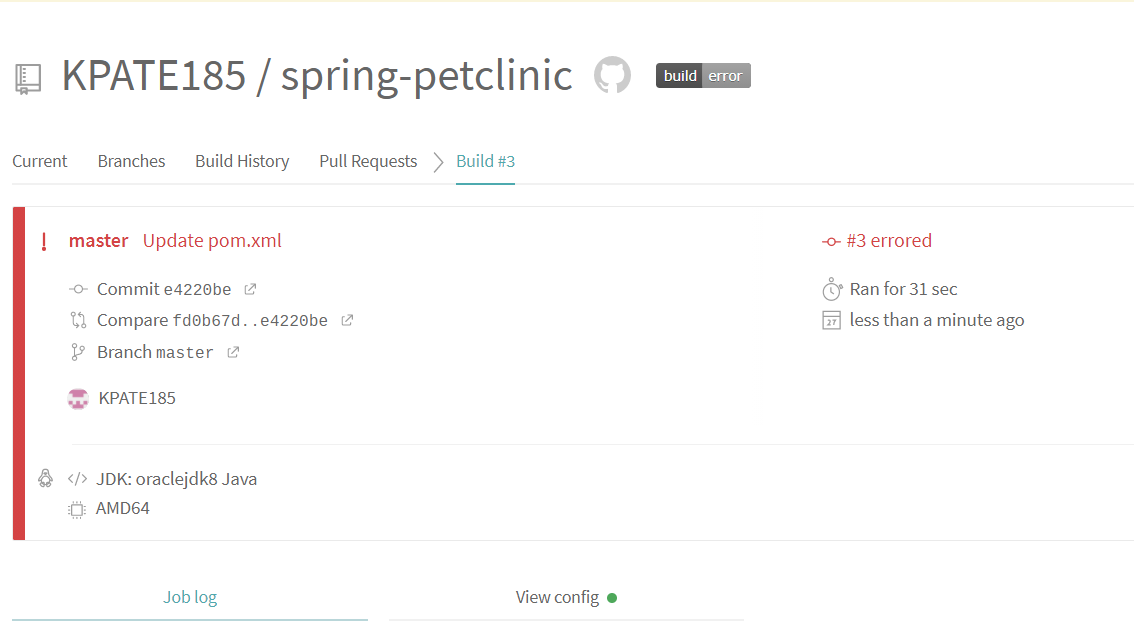 KPATE185 / spring-petclinic build error
Current Branches Build History Pull Requests Build #3
! master Update pom.xml #3 errored
Commit e4220be Ran for 31 sec
Compare fd0b67d..e4220be 27 less than a minute ago
Branch master
KPATE185
</> JDK: oraclejdk8 Java
AMD64
Job log View config